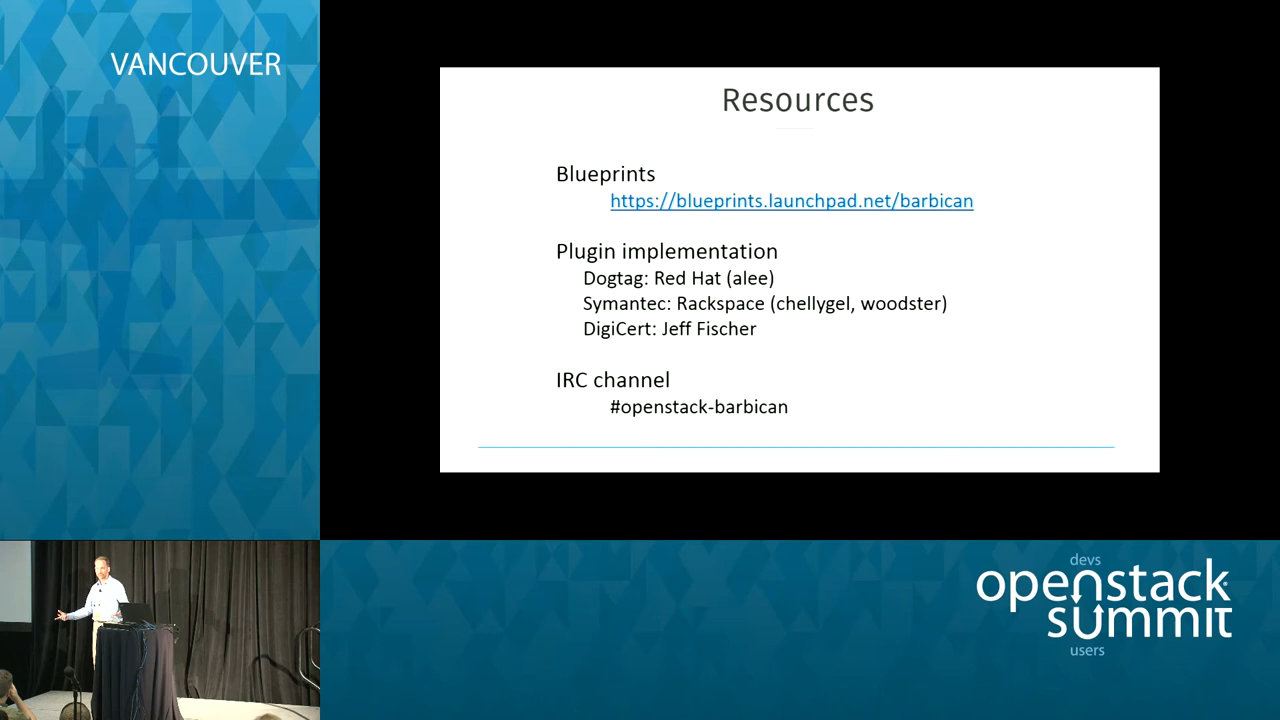 VANCOUVER
Resources
Blueprints
https://blueprints.launchpad.net/barbican
Plugin implementation
Dogtag: Red Hat (alee)
Symantec: Rackspace (chellygel, woodster)
DigiCert: Jeff Fischer
IRC channel
#openstack-barbican
devs
openstack
summit
users